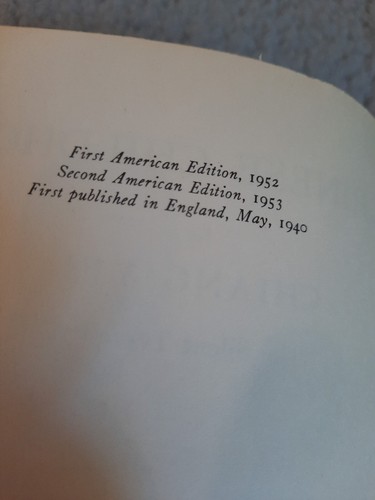 First American Edition, 1952
Second American Edition, 1953
First published in England, May, 1940